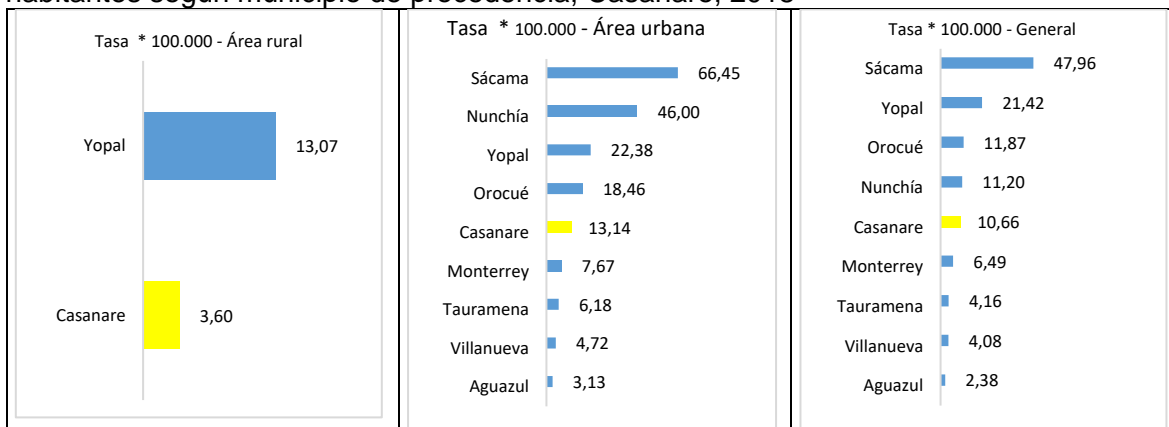 habitantes según municipio de procedencia, Casanare, 
Tasa * 100.000 - Área rural
Yopal 13,07
Casanare 3,60
Tasa * 100.000 - Área urbana
Sácama 66,45
Nunchía 46,00
Yopal 22,38
Orocué 18,46
Casanare 13,14
Monterrey 7,67
Tauramena 6,18
Villanueva 4,72
Aguazul 3,13
Tasa * 100.000 - General
Sácama 47,96
Yopal 21,42
Orocué 11,87
Nunchía 11,20
Casanare 10,66
Monterrey 6,49
Tauramena 4,16
Villanueva 4,08
Aguazul 2,38